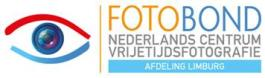 FOTOBOND
NEDERLANDS CENTRUM
VRIJETIJDSFOTOGRAFIE
AFDELING LIMBURG